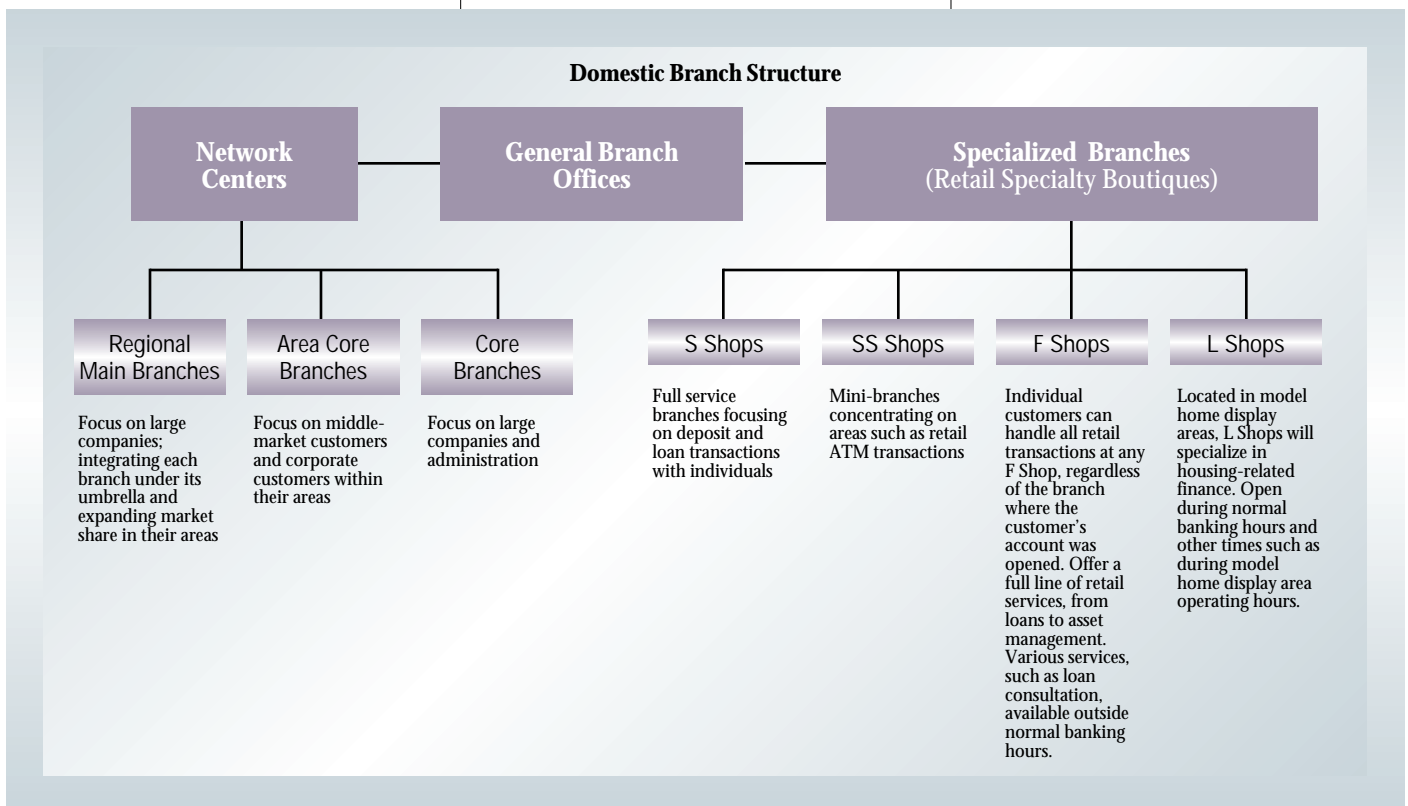 Domestic Branch Structure
Network
Centers
General Branch
Offices
Specialized Branches
(Retail Specialty Boutiques)
Regional
Main Branches
Focus on large
companies;
integrating each
branch under its
umbrella and
expanding market
share in their areas
Area Core
Branches
Focus on middle-
market customers
and corporate
customers within
their areas
Core
Branches
Focus on large
companies and
administration
S Shops
Full service
branches focusing
on deposit and
loan transactions
with individuals
SS Shops
Mini-branches
concentrating on
areas such as retail
ATM transactions
F Shops
Individual
customers can
handle all retail
transactions at any
F Shop, regardless
of the branch
where the
customer’s
account was
opened. Offer a
full line of retail
services, from
loans to asset
management.
Various services,
such as loan
consultation,
available outside
normal banking
hours.
L Shops
Located in model
home display
areas, L Shops will
specialize in
housing-related
finance. Open
during normal
banking hours and
other times such as
during model
home display area
operating hours.